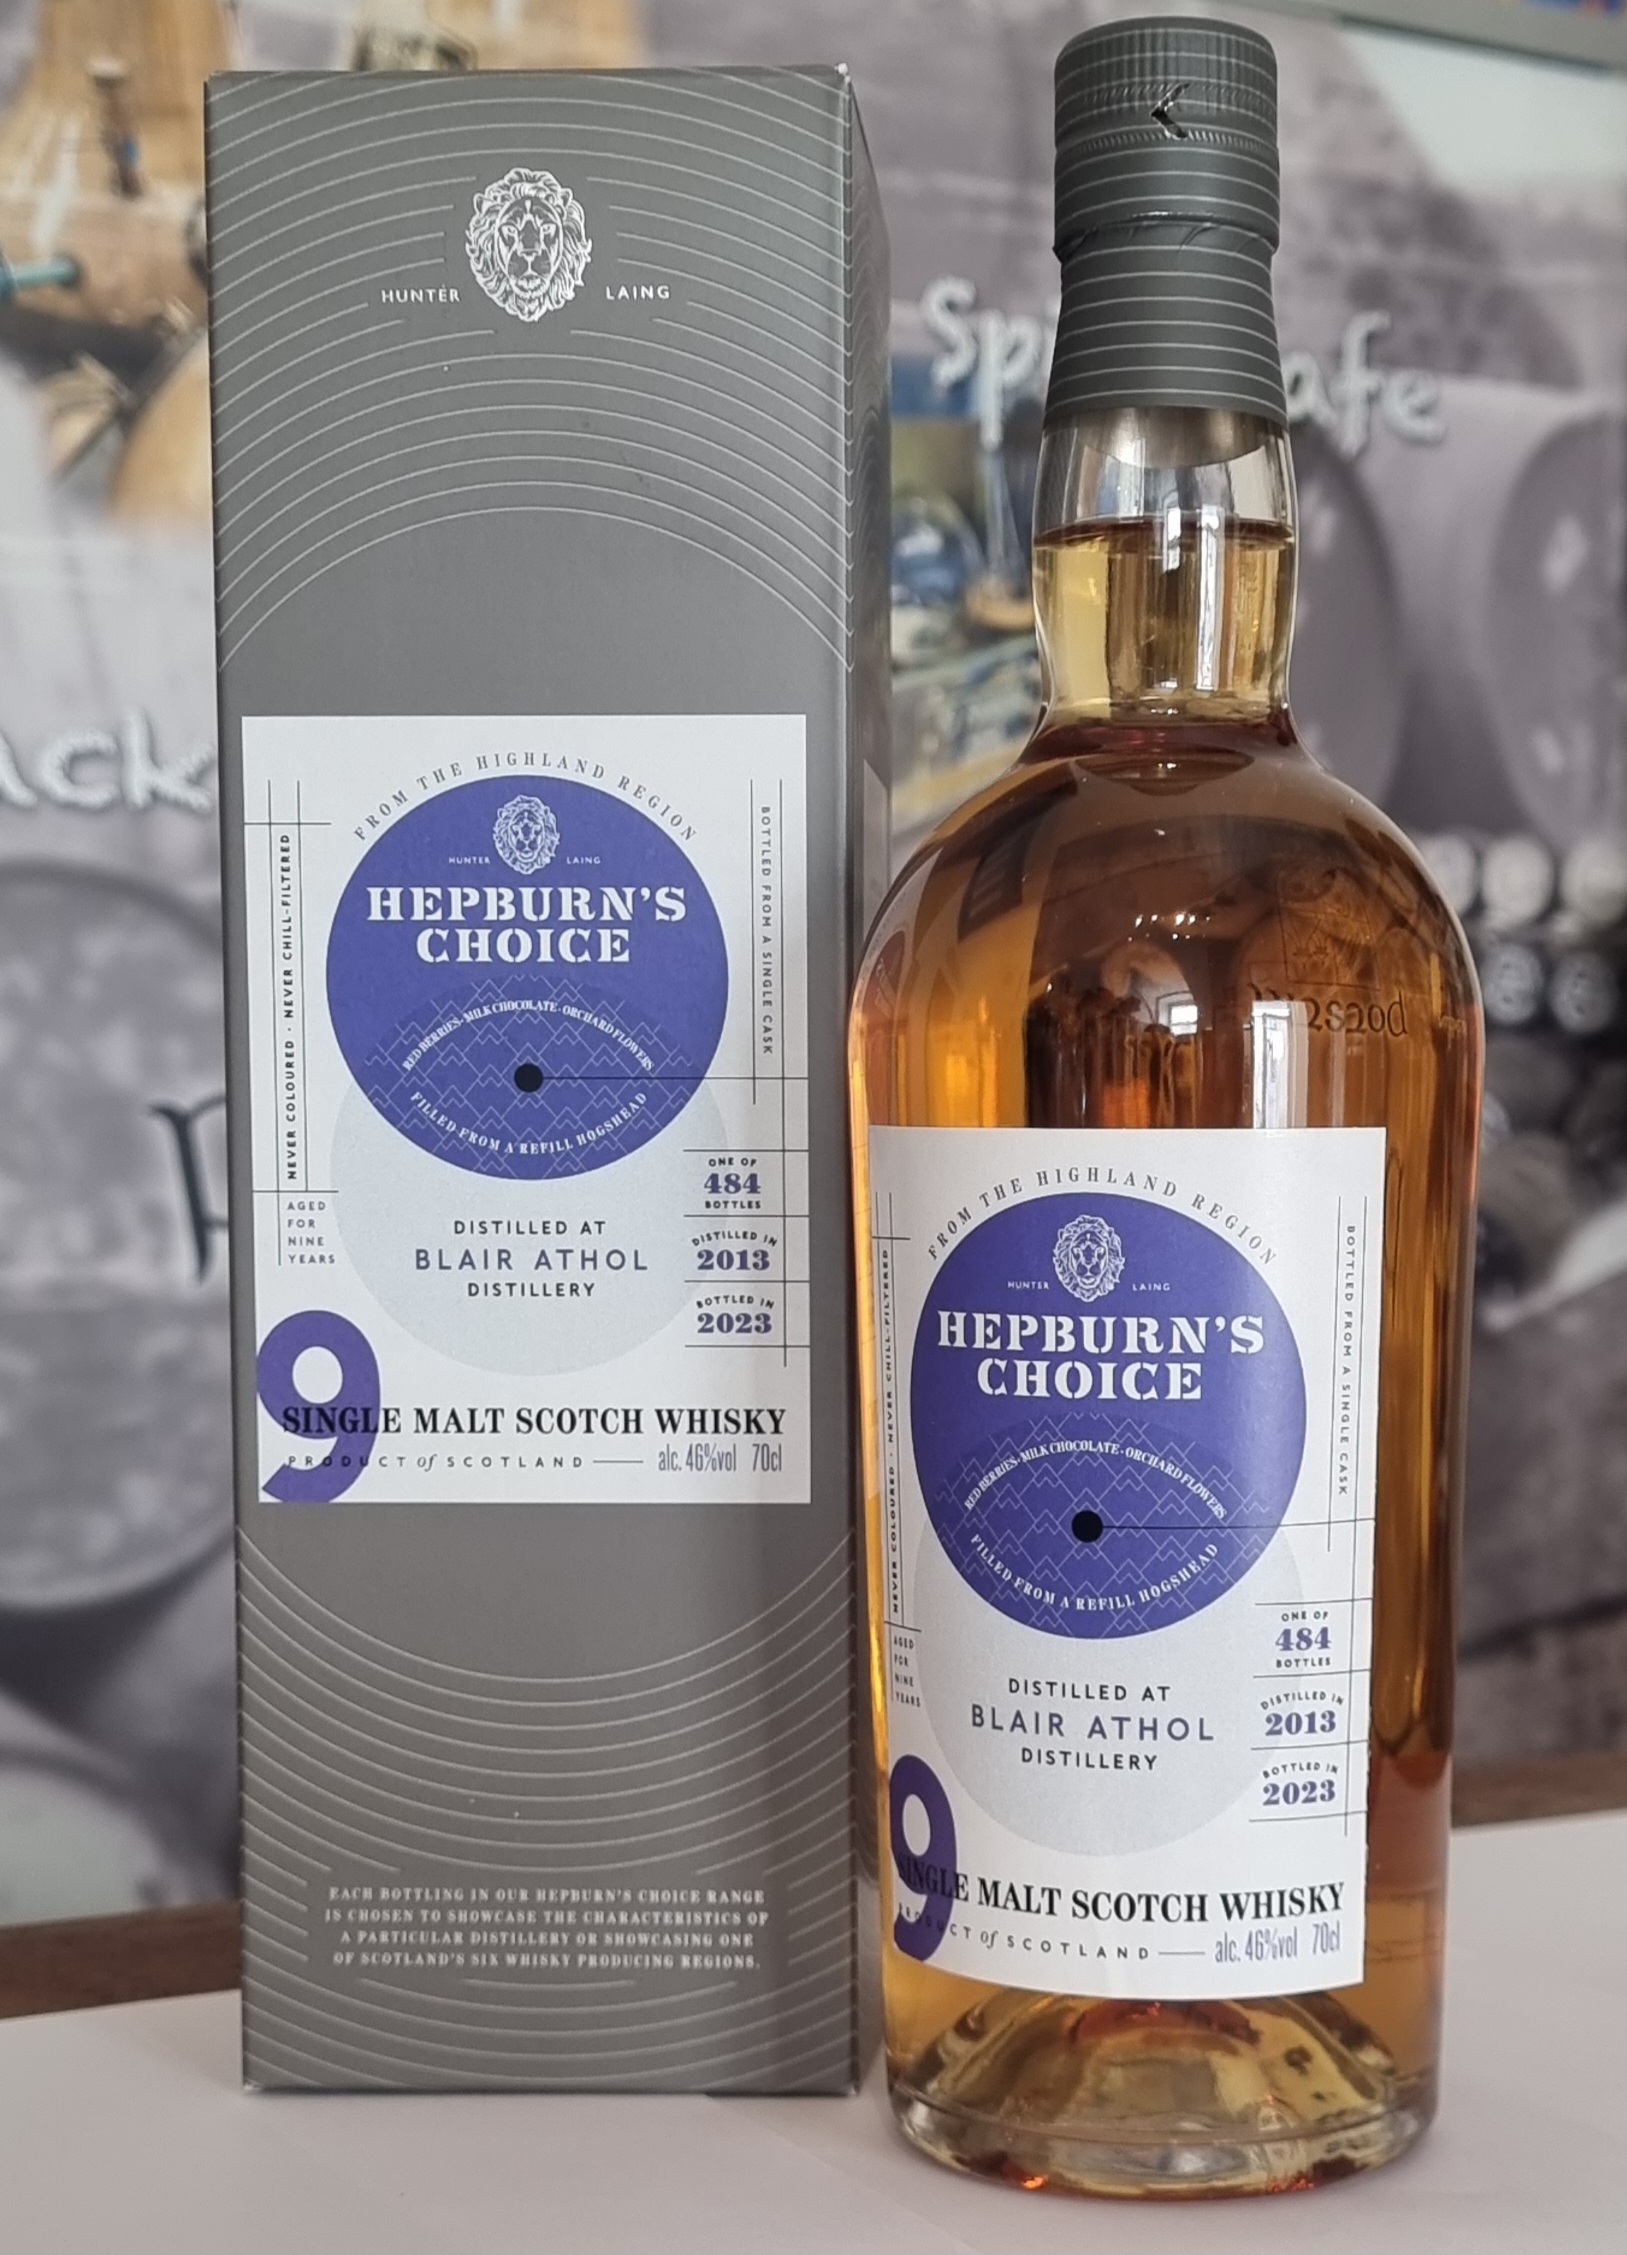 HUNTER LAING
FROM THE HIGHLAND REGION
HUNTER LAING
HEPBURN'S
CHOICE
RED BERRIES - MILK CHOCOLATE - ORCHARD FLOWERS
FILLED FROM A REFILL HOGSHEAD
NEVER COLOURED · NEVER CHILL-FILTERED
BOTTLED FROM A SINGLE CASK
AGED
FOR
NINE
YEARS
ONE OF
484
BOTTLES
DISTILLED IN
2013
BOTTLED IN
2023
DISTILLED AT
BLAIR ATHOL
DISTILLERY
9
SINGLE MALT SCOTCH WHISKY
PRODUCT of SCOTLAND alc. 46%vol 70cl
EACH BOTTLING IN OUR HEPBURN'S CHOICE RANGE
IS CHOSEN TO SHOWCASE THE CHARACTERISTICS OF
A PARTICULAR DISTILLERY OR SHOWCASING ONE
OF SCOTLAND'S SIX WHISKY PRODUCING REGIONS.
FROM THE HIGHLAND REGION
HUNTER LAING
HEPBURN'S
CHOICE
RED BERRIES - MILK CHOCOLATE - ORCHARD FLOWERS
FILLED FROM A REFILL HOGSHEAD
NEVER COLOURED · NEVER CHILL-FILTERED
BOTTLED FROM A SINGLE CASK
AGED
FOR
NINE
YEARS
ONE OF
484
BOTTLES
DISTILLED IN
2013
BOTTLED IN
2023
DISTILLED AT
BLAIR ATHOL
DISTILLERY
9
SINGLE MALT SCOTCH WHISKY
PRODUCT of SCOTLAND alc. 46%vol 70cl